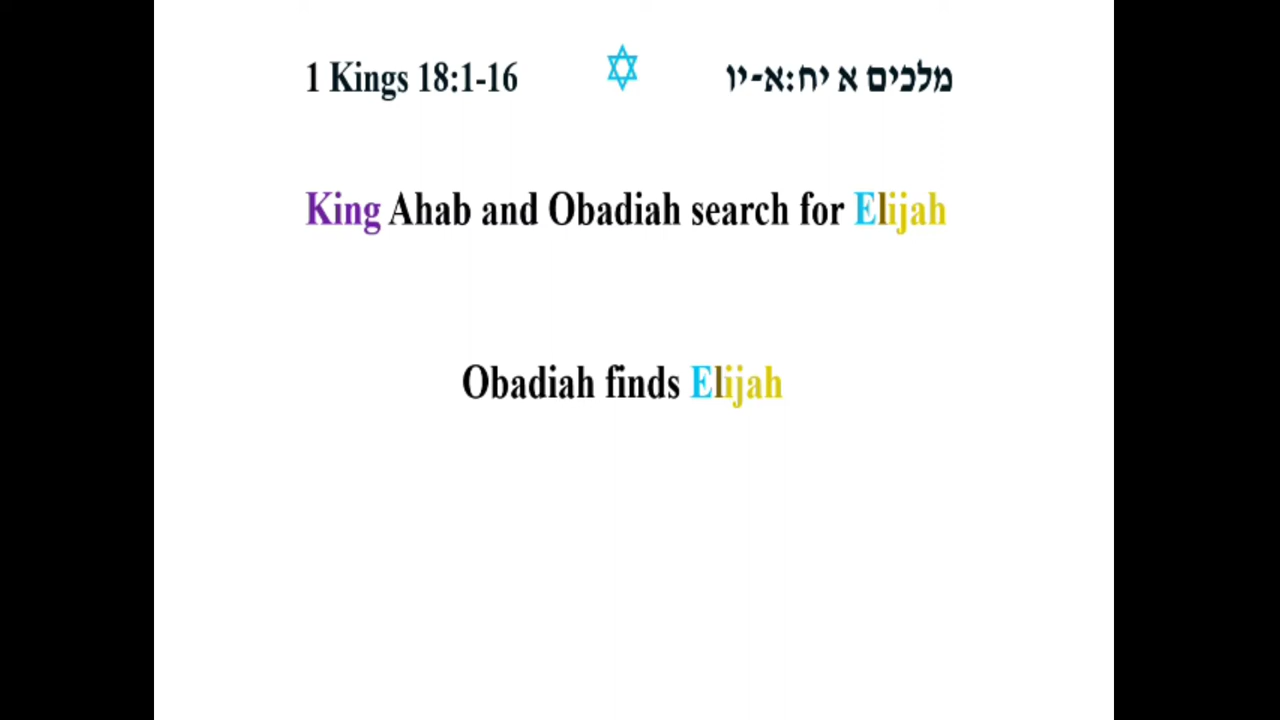 1 Kings 18:1-16 ✡ מלכים א יח:א-יו
King Ahab and Obadiah search for Elijah
Obadiah finds Elijah